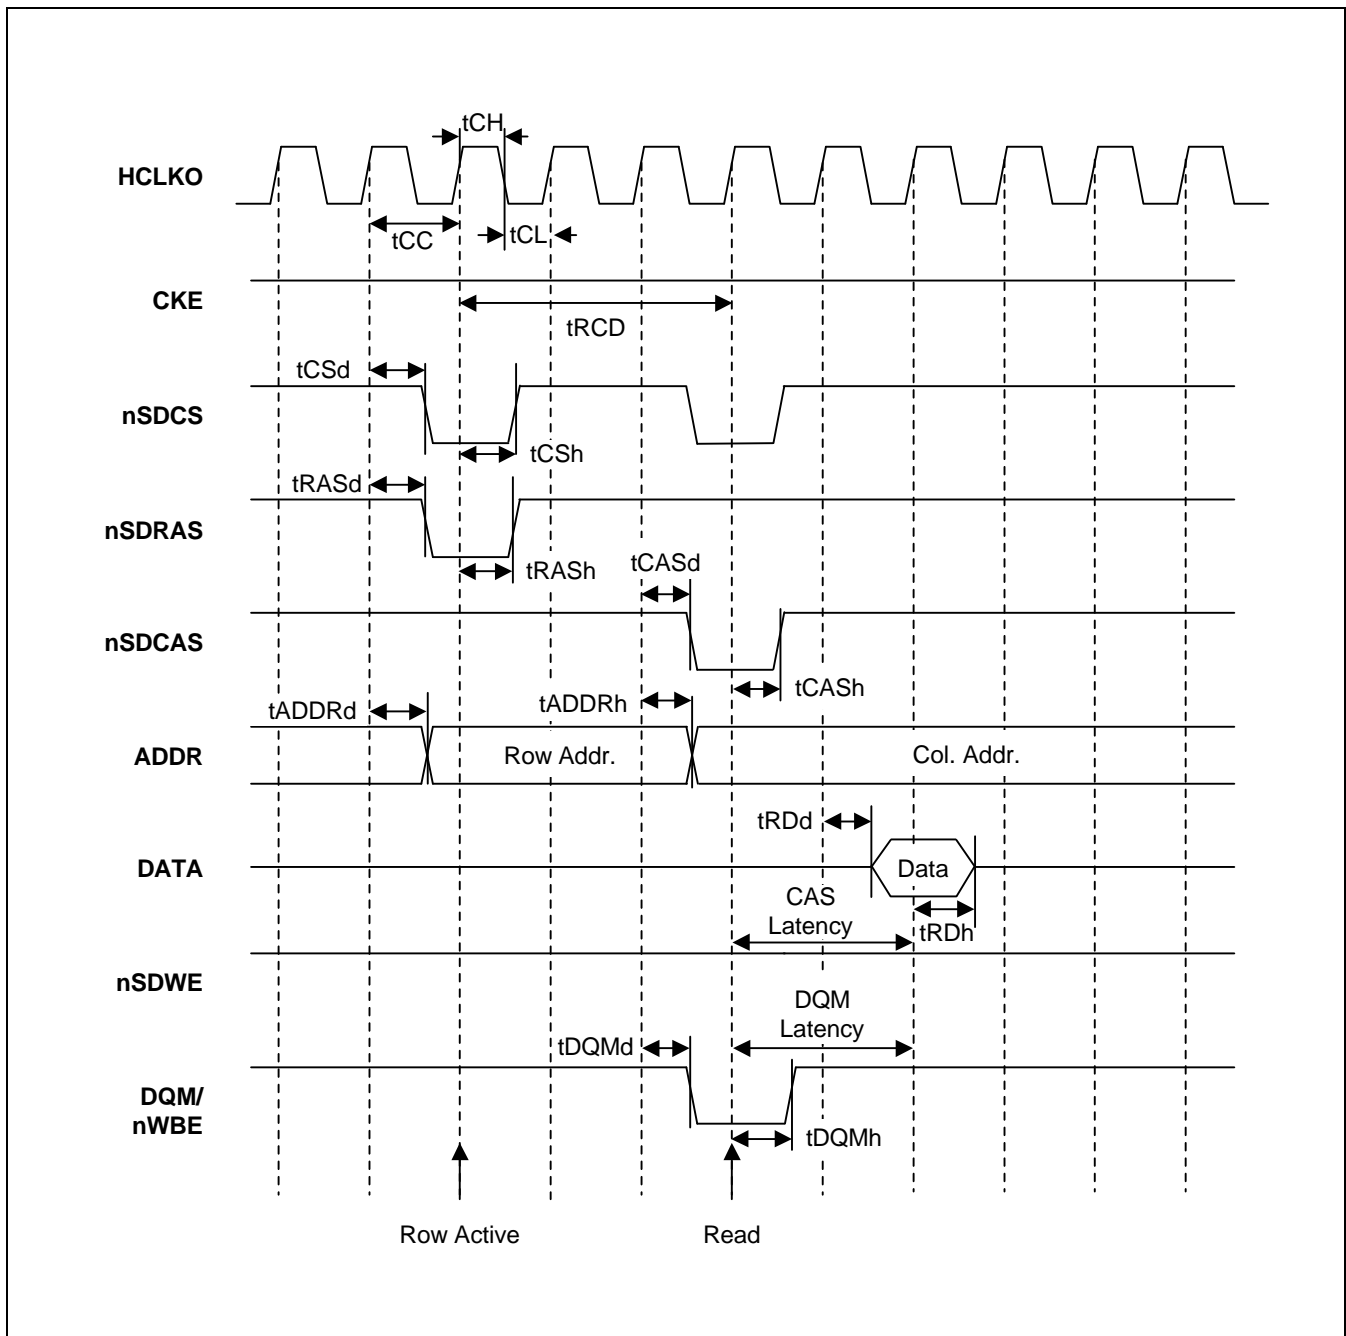 tCH
HCLKO
tCC
tCL
CKE
tRCD
tCSd
nSDCS
tCSh
tRASd
nSDRAS
tRASh
tCASd
nSDCAS
tCASh
tADDRd
tADDRh
ADDR
Row Addr.
Col. Addr.
tRDd
DATA
Data
CAS
Latency
tRDh
nSDWE
DQM
Latency
tDQMd
DQM/
nWBE
tDQMh
Row Active
Read